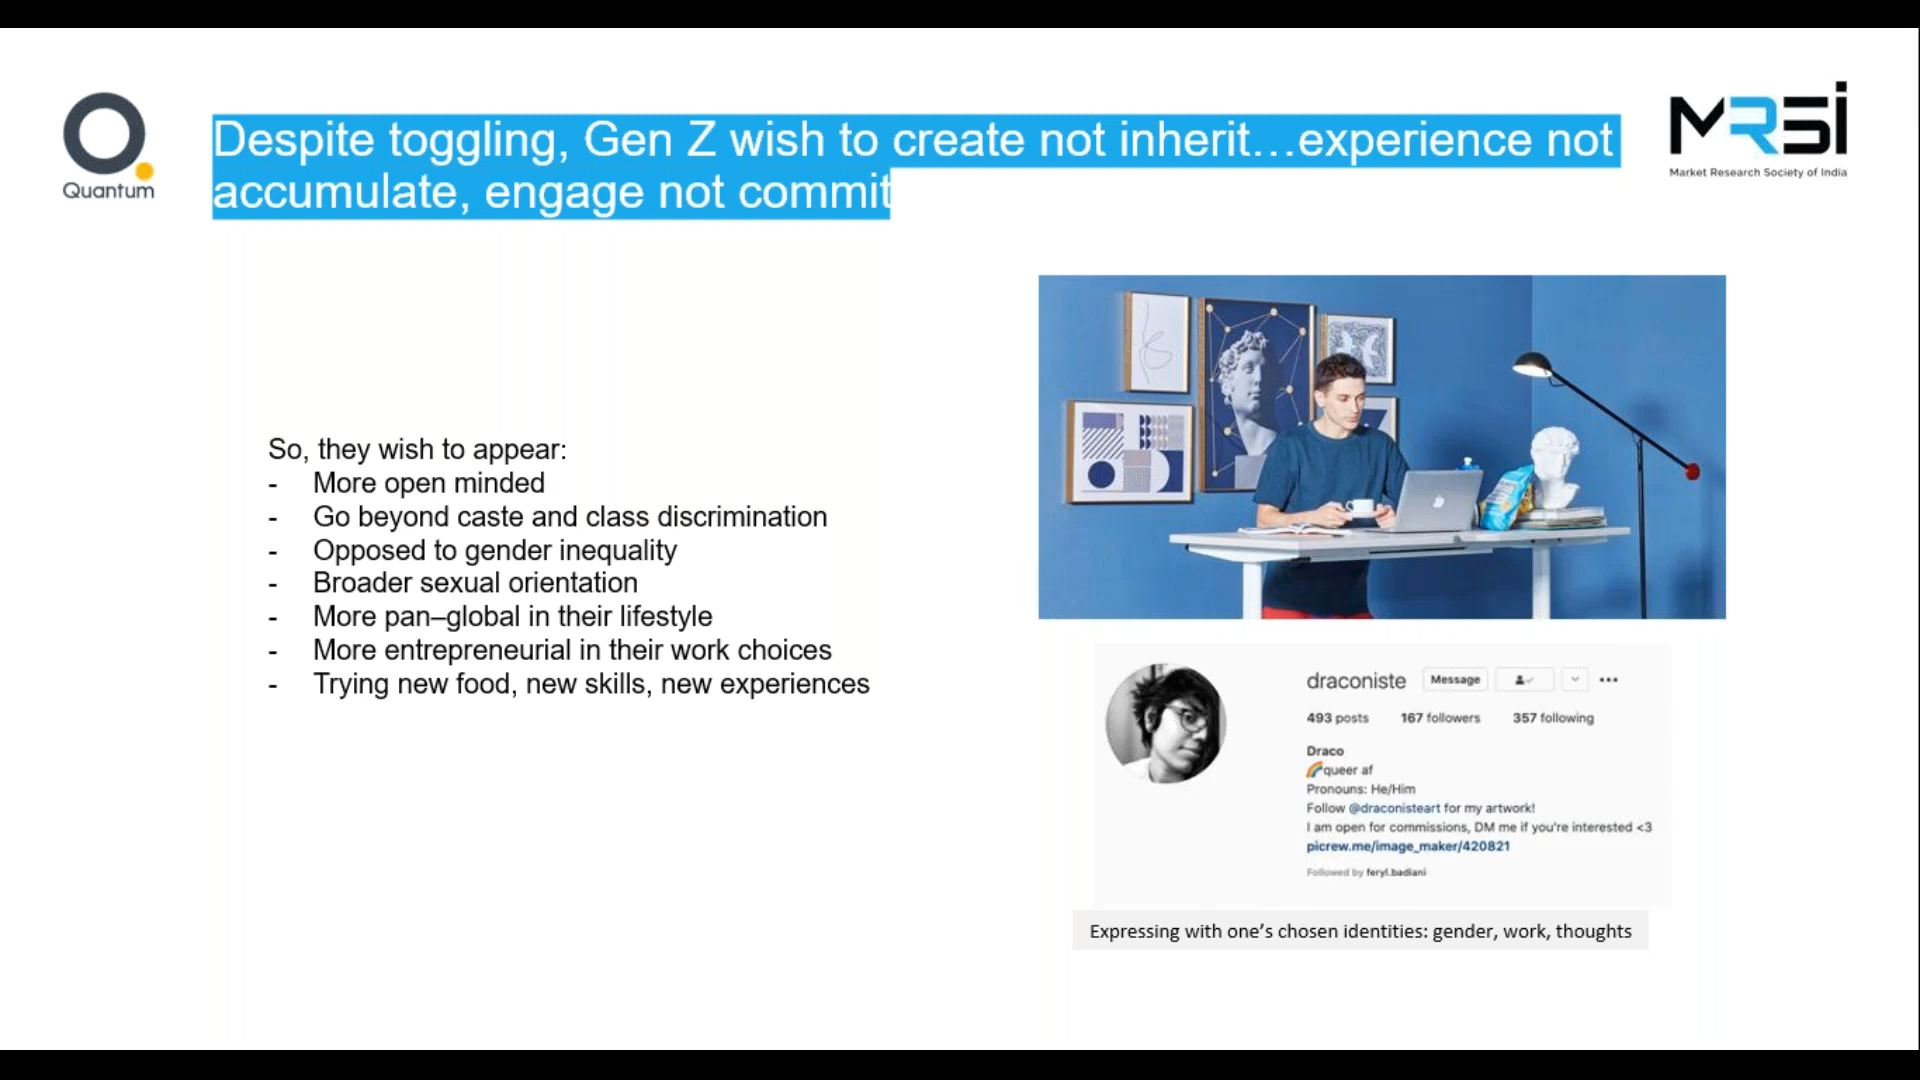 Quantum
Despite toggling, Gen Z wish to create not inherit…experience not
accumulate, engage not commit
MRSI
Market Research Society of India
So, they wish to appear:
- More open minded
- Go beyond caste and class discrimination
- Opposed to gender inequality
- Broader sexual orientation
- More pan–global in their lifestyle
- More entrepreneurial in their work choices
- Trying new food, new skills, new experiences
draconiste Message
493 posts 167 followers 357 following
Draco
🌈queer af
Pronouns: He/Him
Follow @draconisteart for my artwork!
I am open for commissions, DM me if you're interested <3
picrew.me/image_maker/420821
Followed by feryl.badiani
Expressing with one’s chosen identities: gender, work, thoughts